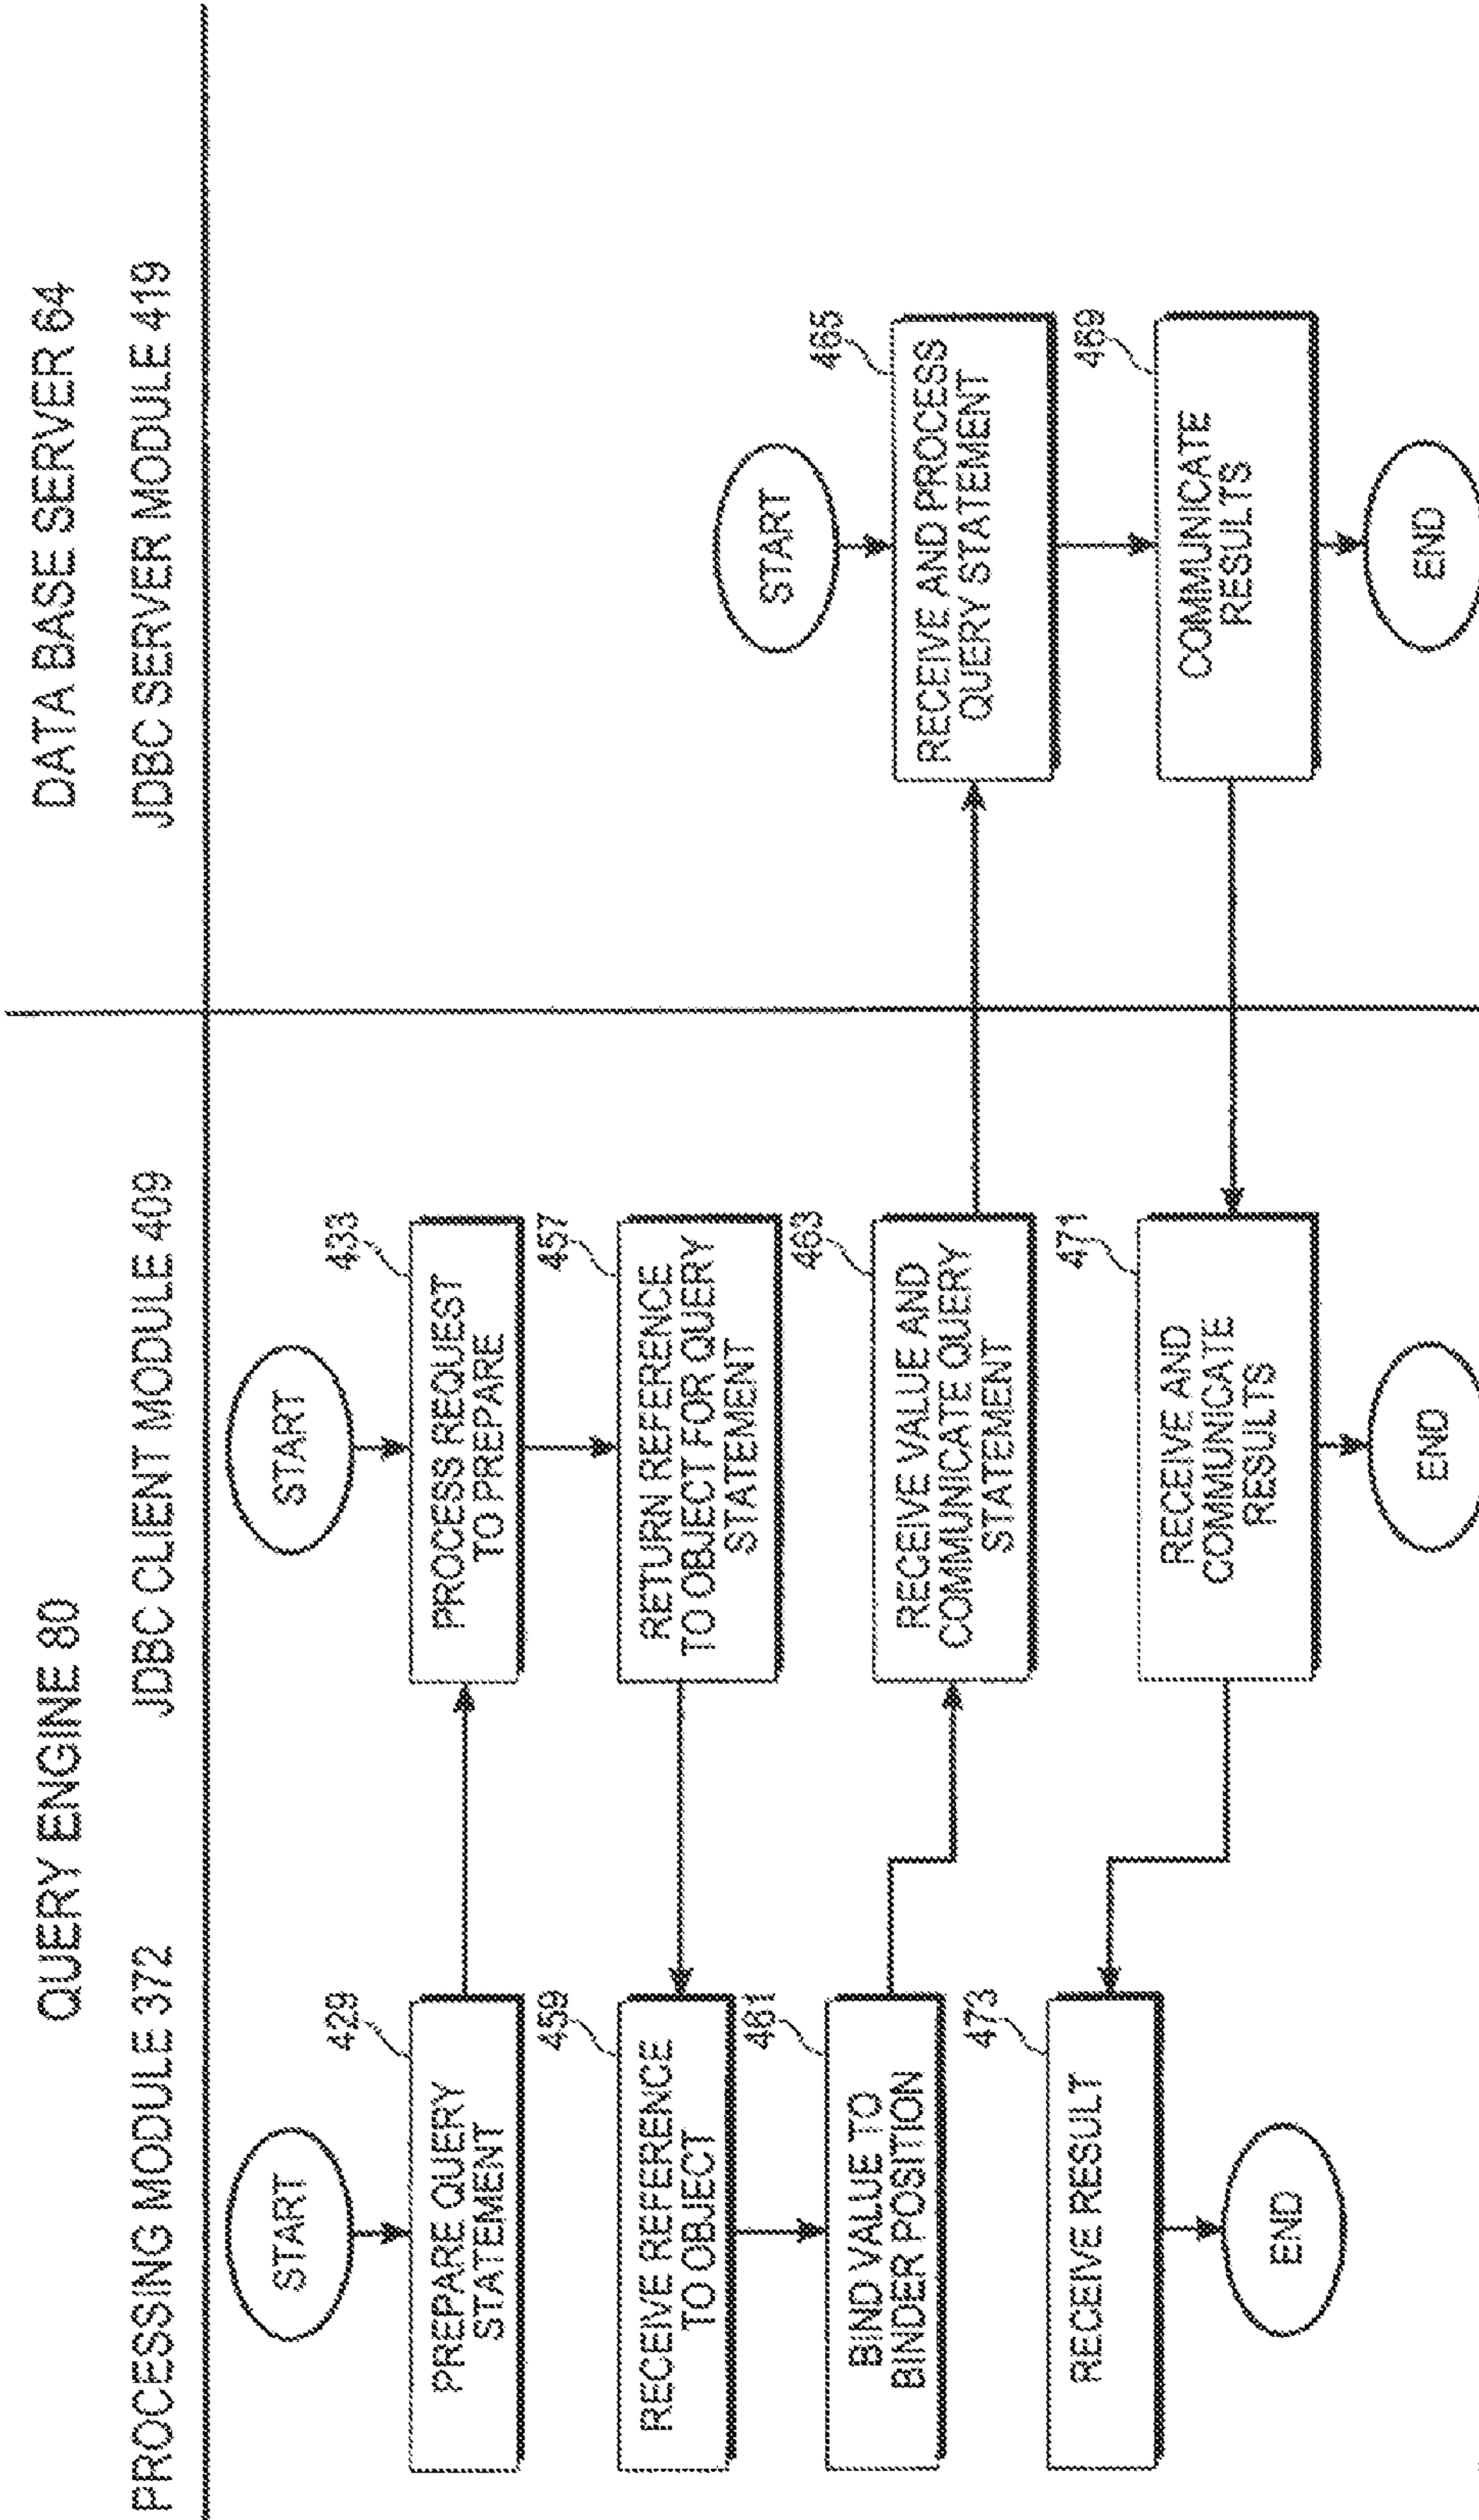 QUERY ENGINE 80
DATA BASE SERVER 64
PROCESSING MODULE 372
JDBC CLIENT MODULE 409
JDBC SERVER MODULE 419
START
START
429
PREPARE QUERY
STATEMENT
433
PROCESS REQUEST
TO PREPARE
457
RETURN REFERENCE
TO OBJECT FOR QUERY
STATEMENT
459
RECEIVE REFERENCE
TO OBJECT
461
BIND VALUE TO
BINDER POSITION
START
463
RECEIVE VALUE AND
COMMUNICATE QUERY
STATEMENT
465
RECEIVE AND PROCESS
QUERY STATEMENT
469
COMMUNICATE
RESULTS
471
RECEIVE AND
COMMUNICATE
RESULTS
473
RECEIVE RESULT
END
END
END